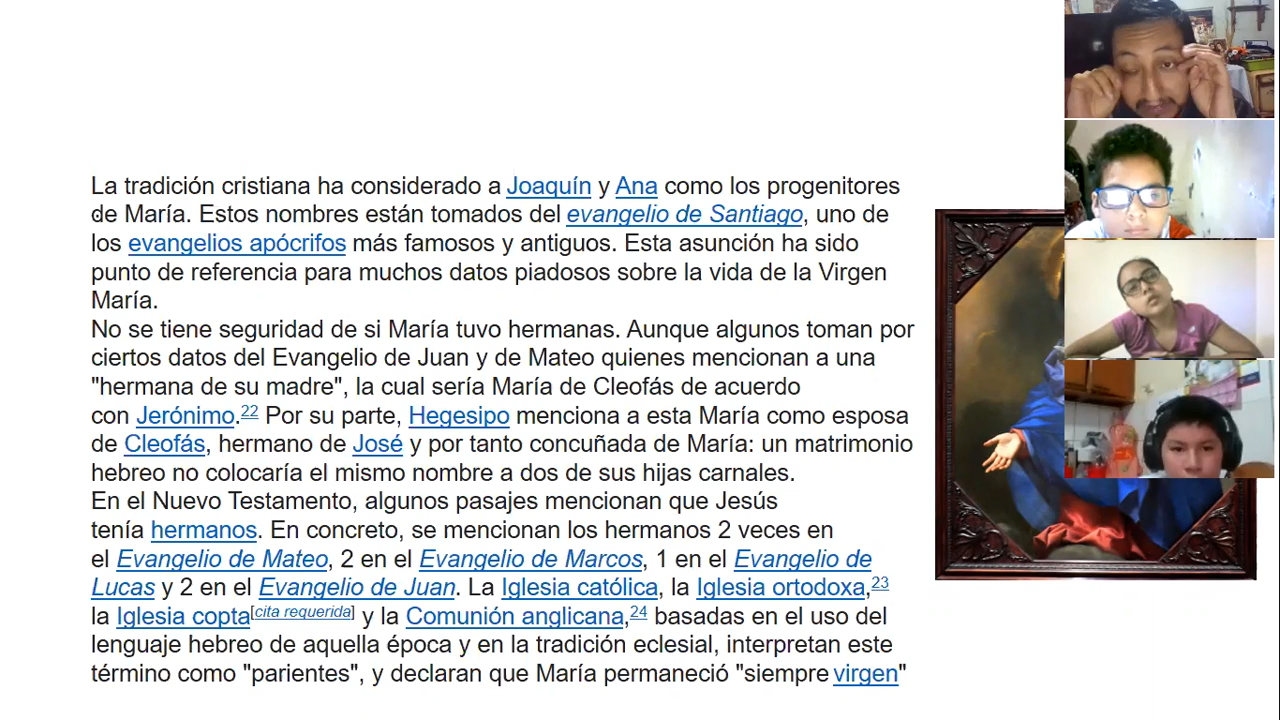 La tradición cristiana ha considerado a Joaquín y Ana como los progenitores
de María. Estos nombres están tomados del evangelio de Santiago, uno de
los evangelios apócrifos más famosos y antiguos. Esta asunción ha sido
punto de referencia para muchos datos piadosos sobre la vida de la Virgen
María.
No se tiene seguridad de si María tuvo hermanas. Aunque algunos toman por
ciertos datos del Evangelio de Juan y de Mateo quienes mencionan a una
"hermana de su madre", la cual sería María de Cleofás de acuerdo
con Jerónimo.22 Por su parte, Hegesipo menciona a esta María como esposa
de Cleofás, hermano de José y por tanto concuñada de María: un matrimonio
hebreo no colocaría el mismo nombre a dos de sus hijas carnales.
En el Nuevo Testamento, algunos pasajes mencionan que Jesús
tenía hermanos. En concreto, se mencionan los hermanos 2 veces en
el Evangelio de Mateo, 2 en el Evangelio de Marcos, 1 en el Evangelio de
Lucas y 2 en el Evangelio de Juan. La Iglesia católica, la Iglesia ortodoxa,23
la Iglesia copta[cita requerida] y la Comunión anglicana,24 basadas en el uso del
lenguaje hebreo de aquella época y en la tradición eclesial, interpretan este
término como "parientes", y declaran que María permaneció "siempre virgen"